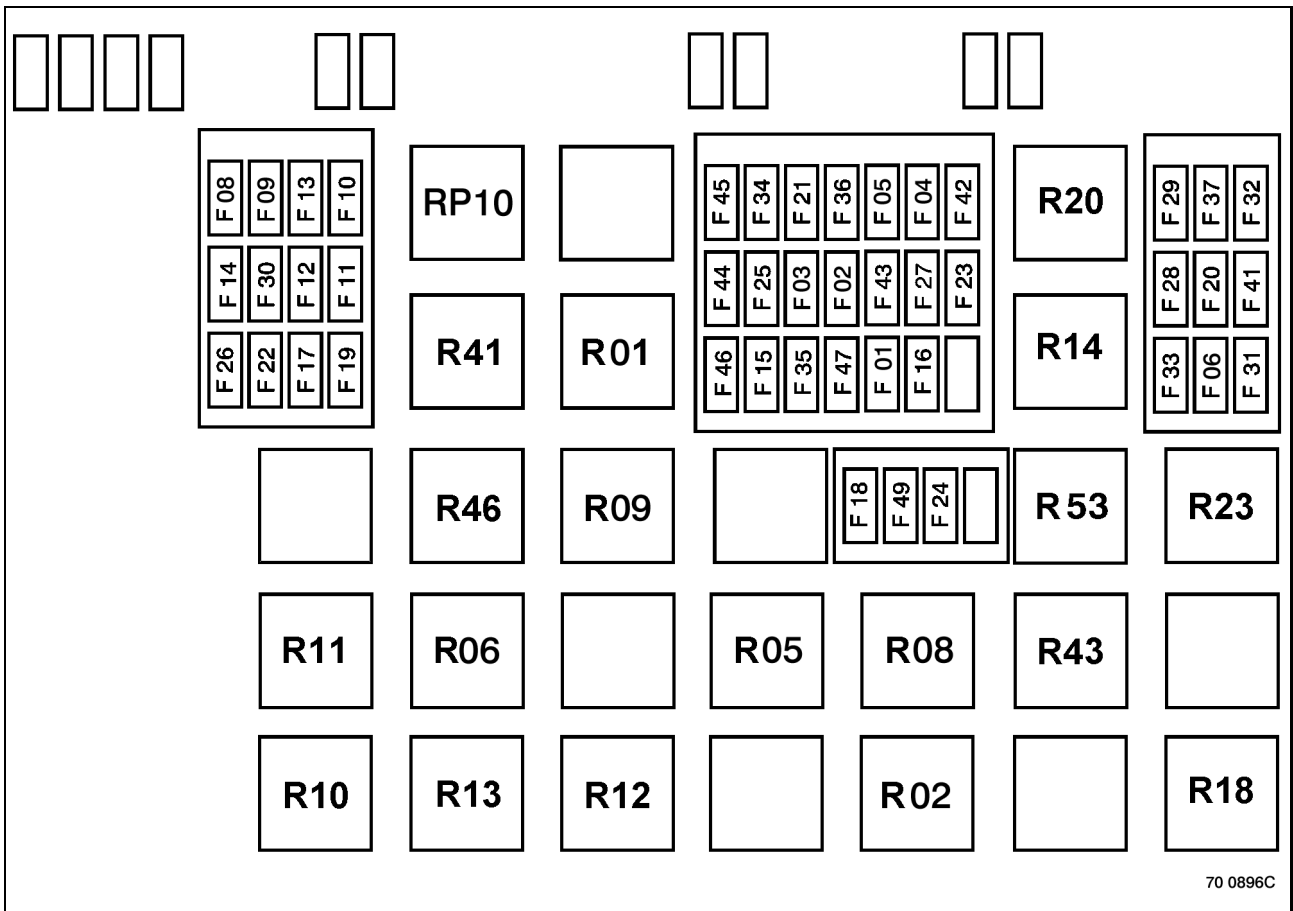 F 08 F 09 F 13 F 10
F 14 F 30 F 12 F 11
F 26 F 22 F 17 F 19
RP10
R41 R01
F 45 F 34 F 21 F 36 F 05 F 04 F 42
F 44 F 25 F 03 F 02 F 43 F 27 F 23
F 46 F 15 F 35 F 47 F 01 F 16
R20
R14
F 29 F 37 F 32
F 28 F 20 F 41
F 33 F 06 F 31
R46 R09 F 18 F 49 F 24 R 53 R23
R11 R06 R05 R08 R43
R10 R13 R12 R 02 R18
70 0896C